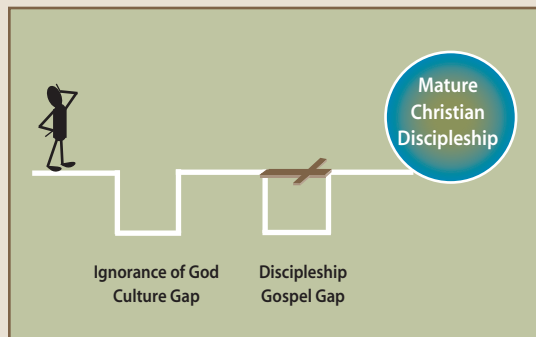 Mature
Christian
Discipleship
Ignorance of God
Culture Gap
Discipleship
Gospel Gap